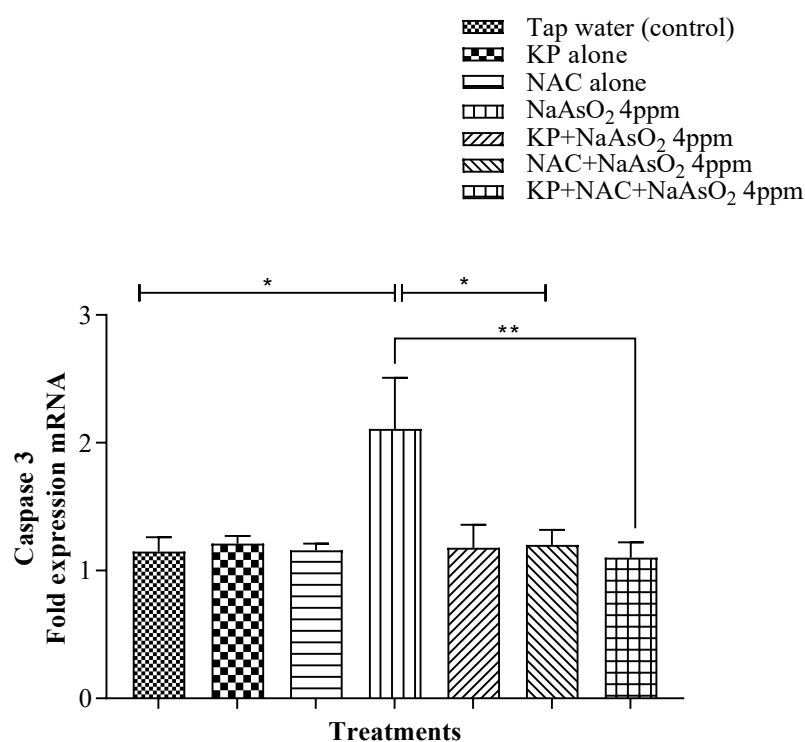 Tap water (control)
KP alone
NAC alone
NaAsO₂ 4ppm
KP+NaAsO₂ 4ppm
NAC+NaAsO₂ 4ppm
KP+NAC+NaAsO₂ 4ppm
*
*
**
3
2
1
0
Caspase 3
Fold expression mRNA
Treatments